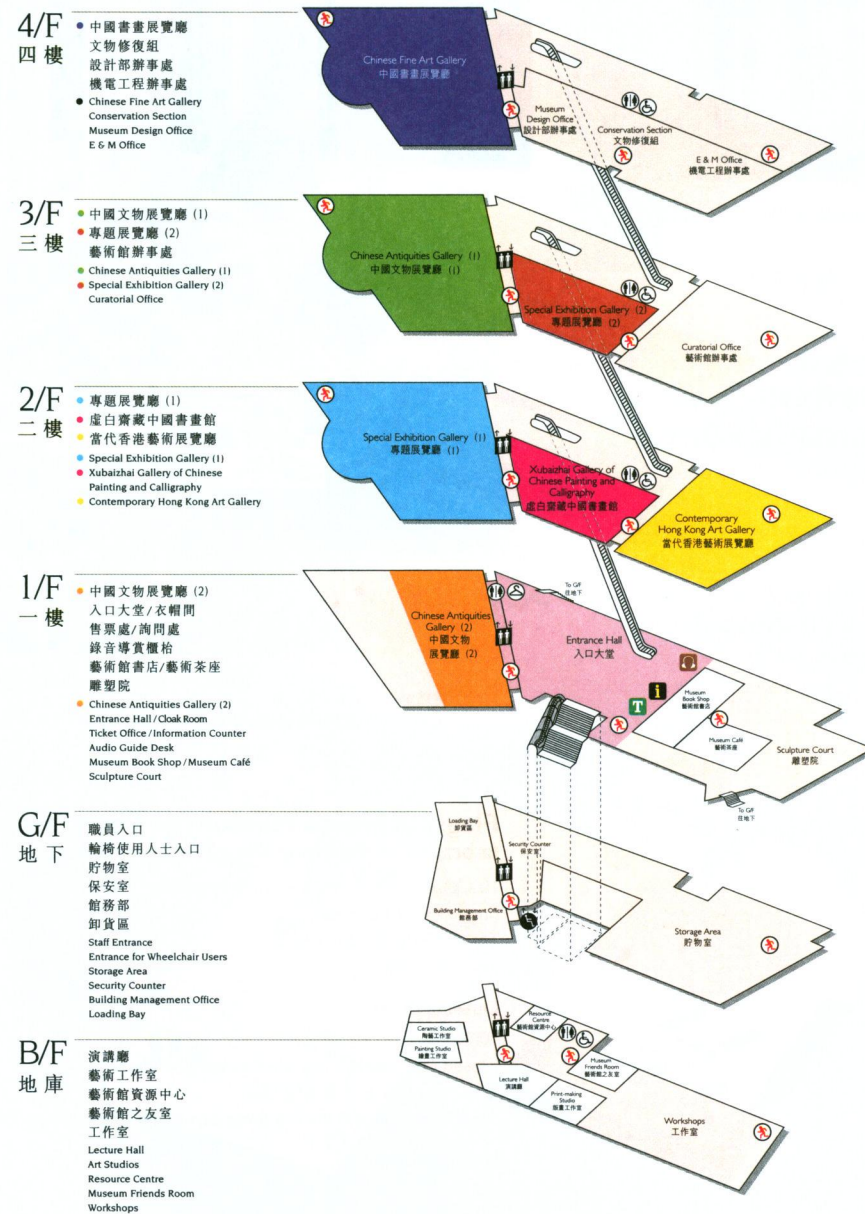 4/F
四樓
中國書畫展覽廳
文物修復組
設計部辦事處
機電工程辦事處
Chinese Fine Art Gallery
Conservation Section
Museum Design Office
E & M Office
Chinese Fine Art Gallery
中國書畫展覽廳
Museum
Design Office
設計部辦事處
Conservation Section
文物修復組
E & M Office
機電工程辦事處
3/F
三樓
中國文物展覽廳 (1)
專題展覽廳 (2)
藝術館辦事處
Chinese Antiquities Gallery (1)
Special Exhibition Gallery (2)
Curatorial Office
Chinese Antiquities Gallery (1)
中國文物展覽廳 (1)
Special Exhibition Gallery (2)
專題展覽廳 (2)
Curatorial Office
藝術館辦事處
2/F
二樓
專題展覽廳 (1)
虛白齋藏中國書畫館
當代香港藝術展覽廳
Special Exhibition Gallery (1)
Xubaizhai Gallery of Chinese
Painting and Calligraphy
Contemporary Hong Kong Art Gallery
Special Exhibition Gallery (1)
專題展覽廳 (1)
Xubaizhai Gallery of
Chinese Painting and
Calligraphy
虛白齋藏中國書畫館
Contemporary
Hong Kong Art Gallery
當代香港藝術展覽廳
1/F
一樓
中國文物展覽廳 (2)
入口大堂/衣帽間
售票處/詢問處
錄音導賞櫃枱
藝術館書店/藝術茶座
雕塑院
Chinese Antiquities Gallery (2)
Entrance Hall / Cloak Room
Ticket Office / Information Counter
Audio Guide Desk
Museum Book Shop / Museum Café
Sculpture Court
Chinese Antiquities
Gallery (2)
中國文物
展覽廳 (2)
To G/F
往地下
Entrance Hall
入口大堂
T
i
Museum
Book Shop
藝術館書店
Museum Café
藝術茶座
Sculpture Court
雕塑院
To G/F
往地下
G/F
地下
職員入口
輪椅使用人士入口
貯物室
保安室
館務部
卸貨區
Staff Entrance
Entrance for Wheelchair Users
Storage Area
Security Counter
Building Management Office
Loading Bay
Loading Bay
卸貨區
Security Counter
保安室
Building Management Office
館務部
Storage Area
貯物室
B/F
地庫
演講廳
藝術工作室
藝術館資源中心
藝術館之友室
工作室
Lecture Hall
Art Studios
Resource Centre
Museum Friends Room
Workshops
Ceramic Studio
陶藝工作室
Painting Studio
繪畫工作室
Resource
Centre
藝術館資源中心
Lecture Hall
演講廳
Print-making
Studio
版畫工作室
Museum
Friends Room
藝術館之友室
Workshops
工作室